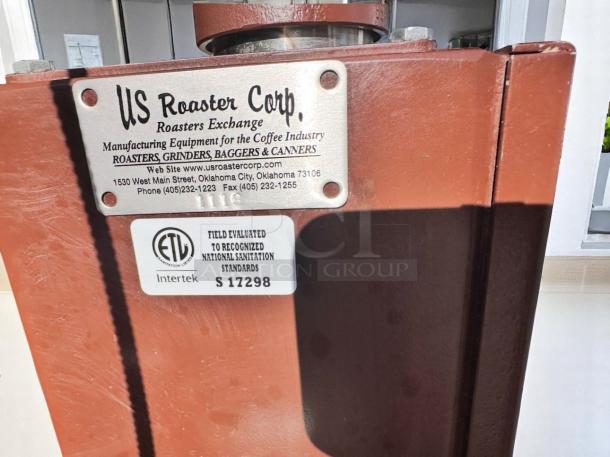 US Roaster Corp.
Roasters Exchange
Manufacturing Equipment for the Coffee Industry
ROASTERS, GRINDERS, BAGGERS & CANNERS
Web Site www.usroastercorp.com
1530 West Main Street, Oklahoma City, Oklahoma 73106
Phone (405)232-1223 Fax (405) 232-1255
ETL
Intertek
FIELD EVALUATED
TO RECOGNIZED
NATIONAL SANITATION
STANDARDS
S 17298
AUCTION GROUP